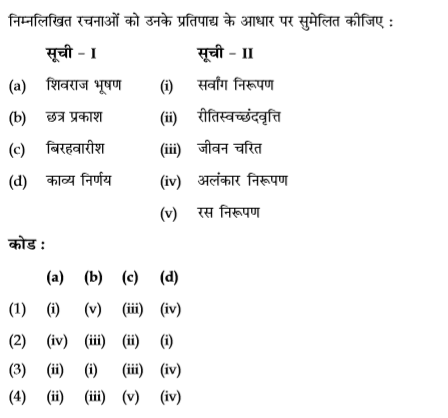 निम्नलिखित रचनाओं को उनके प्रतिपाद्य के आधार पर सुमेलित कीजिए :
सूची – I सूची – II
(a) शिवराज भूषण (i) सर्वांग निरूपण
(b) छत्र प्रकाश (ii) रीतिस्वच्छंदवृत्ति
(c) बिरहवारीश (iii) जीवन चरित
(d) काव्य निर्णय (iv) अलंकार निरूपण
(v) रस निरूपण
कोड :
(a) (b) (c) (d)
(1) (i) (v) (iii) (iv)
(2) (iv) (iii) (ii) (i)
(3) (ii) (i) (iii) (iv)
(4) (ii) (iii) (v) (iv)